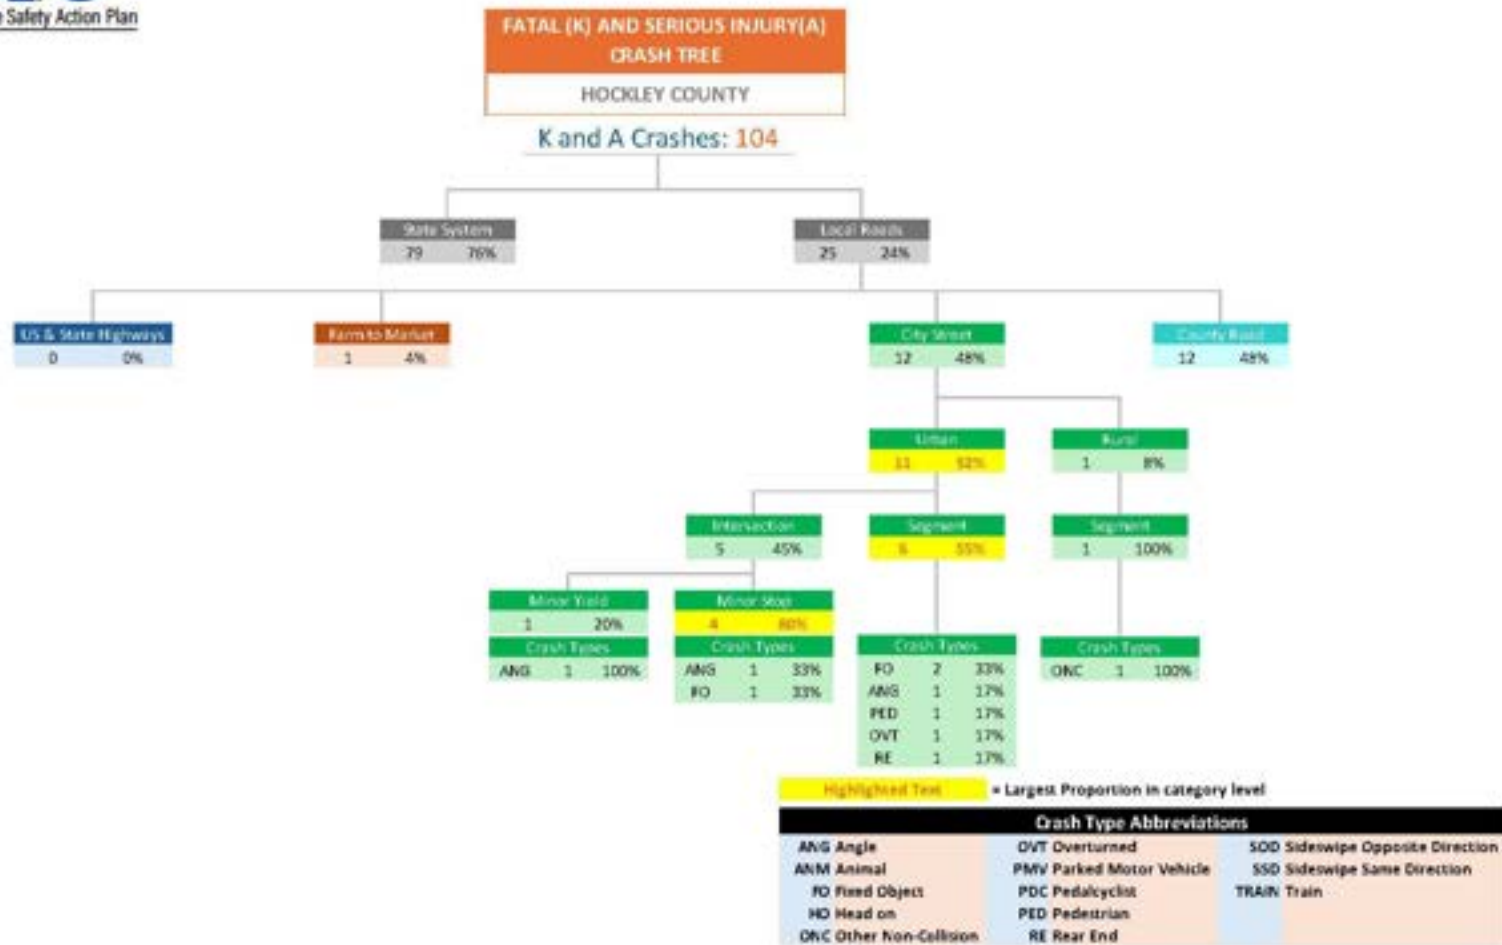 Safety Action Plan
FATAL (K) AND SERIOUS INJURY(A)
CRASH TREE
HOCKLEY COUNTY
K and A Crashes: 104
State System
79 76%
Local Roads
25 24%
US & State Highways
0 0%
Farm to Market
1 4%
City Street
12 48%
County Road
12 48%
Urban
11 92%
Rural
1 8%
Intersection
5 45%
Segment
6 55%
Segment
1 100%
Minor Yield
1 20%
Crash Types
ANG 1 100%
Minor Stop
4 80%
Crash Types
ANG 1 33%
FO 1 33%
Crash Types
FO 2 33%
ANG 1 17%
PED 1 17%
OVT 1 17%
RE 1 17%
Crash Types
ONC 1 100%
Highlighted Text = Largest Proportion in category level
Crash Type Abbreviations
ANG Angle OVT Overturned SOD Sideswipe Opposite Direction
ANM Animal PMV Parked Motor Vehicle SSD Sideswipe Same Direction
FO Fixed Object PDC Pedalcyclist TRAIN Train
HO Head on PED Pedestrian
ONC Other Non-Collision RE Rear End